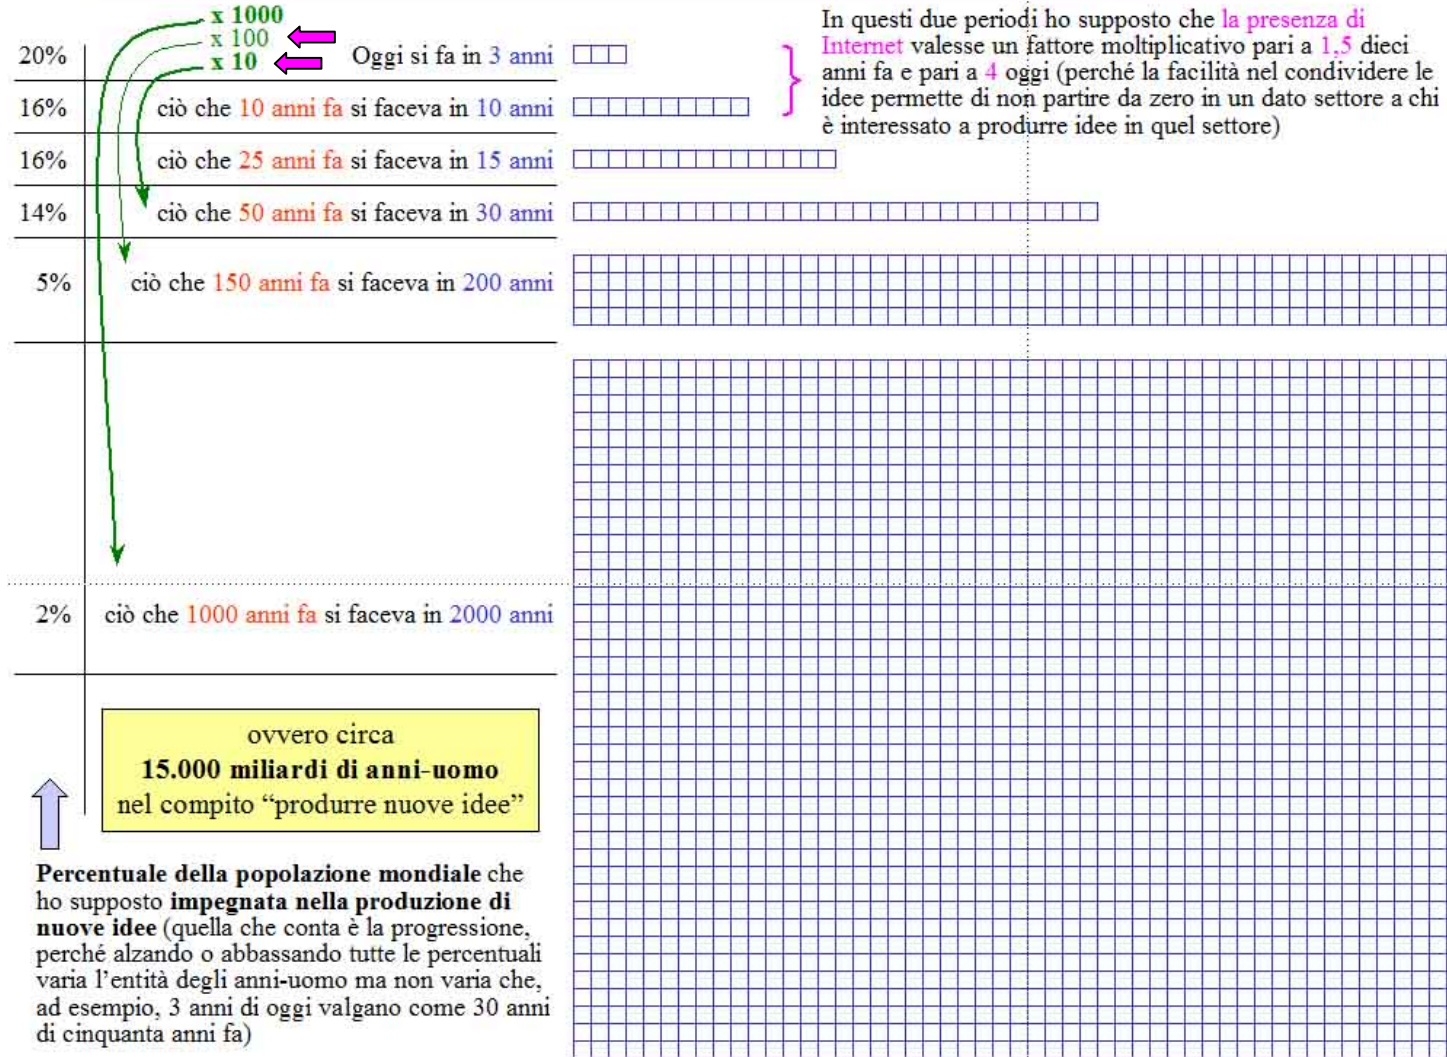 x 1000
x 100
x 10
20%
Oggi si fa in 3 anni
16%
ciò che 10 anni fa si faceva in 10 anni
16%
ciò che 25 anni fa si faceva in 15 anni
14%
ciò che 50 anni fa si faceva in 30 anni
5%
ciò che 150 anni fa si faceva in 200 anni
2%
ciò che 1000 anni fa si faceva in 2000 anni
In questi due periodi ho supposto che la presenza di
Internet valesse un fattore moltiplicativo pari a 1,5 dieci
anni fa e pari a 4 oggi (perché la facilità nel condividere le
idee permette di non partire da zero in un dato settore a chi
è interessato a produrre idee in quel settore)
ovvero circa
15.000 miliardi di anni-uomo
nel compito “produrre nuove idee”
Percentuale della popolazione mondiale che
ho supposto impegnata nella produzione di
nuove idee (quella che conta è la progressione,
perché alzando o abbassando tutte le percentuali
varia l’entità degli anni-uomo ma non varia che,
ad esempio, 3 anni di oggi valgano come 30 anni
di cinquanta anni fa)